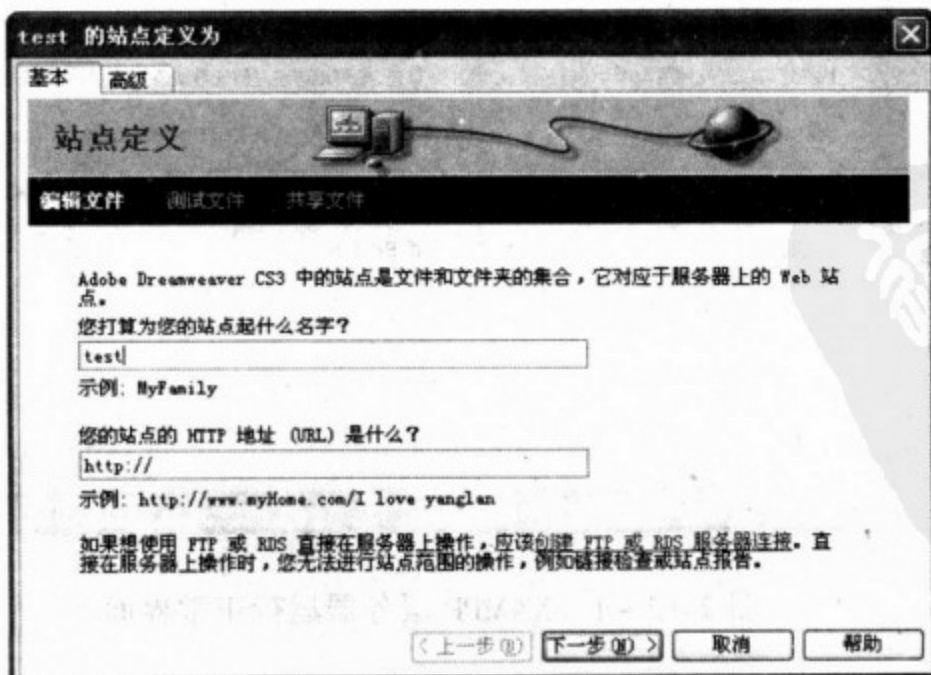 test 的站点定义为
基本 高级
站点定义
编辑文件 测试文件 共享文件
Adobe Dreamweaver CS3 中的站点是文件和文件夹的集合，它对应于服务器上的 Web 站
点。
您打算为您的站点起什么名字?
test
示例: MyFamily
您的站点的 HTTP 地址 (URL) 是什么?
http://
示例: http://www.myHome.com/I love yanglan
如果想使用 FTP 或 RDS 直接在服务器上操作，应该创建 FTP 或 RDS 服务器连接。直
接在服务器上操作时，您无法进行站点范围的操作，例如链接检查或站点报告。
< 上一步(B) 下一步(N) > 取消 帮助